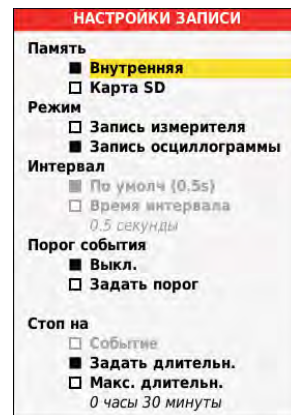 НАСТРОЙКИ ЗАПИСИ
Память
Внутренняя
Карта SD
Режим
Запись измерителя
Запись осциллограммы
Интервал
По умолч (0.5s)
Время интервала
0.5 секунды
Порог события
Выкл.
Задать порог
Стоп на
Событие
Задать длительн.
Макс. длительн.
0 часы 30 минуты